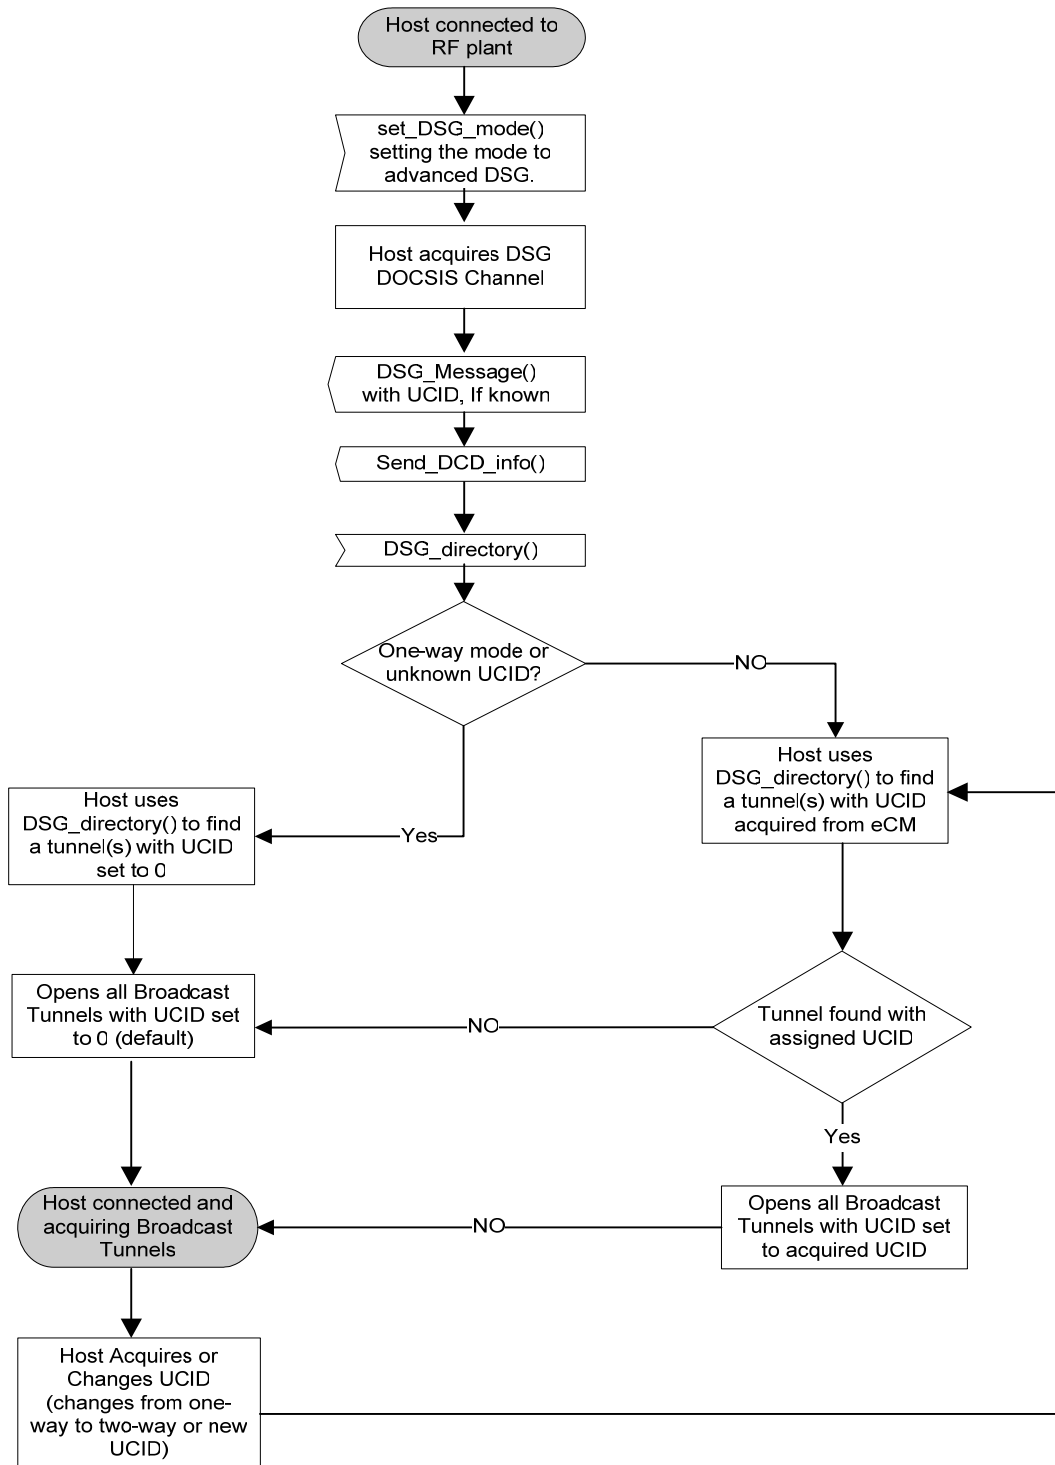 Host connected to
RF plant
set_DSG_mode()
setting the mode to
advanced DSG.
Host acquires DSG
DOCSIS Channel
DSG_Message()
with UCID, If known
Send_DCD_info()
DSG_directory()
One-way mode or
unknown UCID?
NO
Host uses
DSG_directory() to find
a tunnel(s) with UCID
acquired from eCM
Yes
Host uses
DSG_directory() to find
a tunnel(s) with UCID
set to 0
Opens all Broadcast
Tunnels with UCID set
to 0 (default)
NO
Tunnel found with
assigned UCID
Yes
Host connected and
acquiring Broadcast
Tunnels
NO
Opens all Broadcast
Tunnels with UCID set
to acquired UCID
Host Acquires or
Changes UCID
(changes from one-
way to two-way or new
UCID)